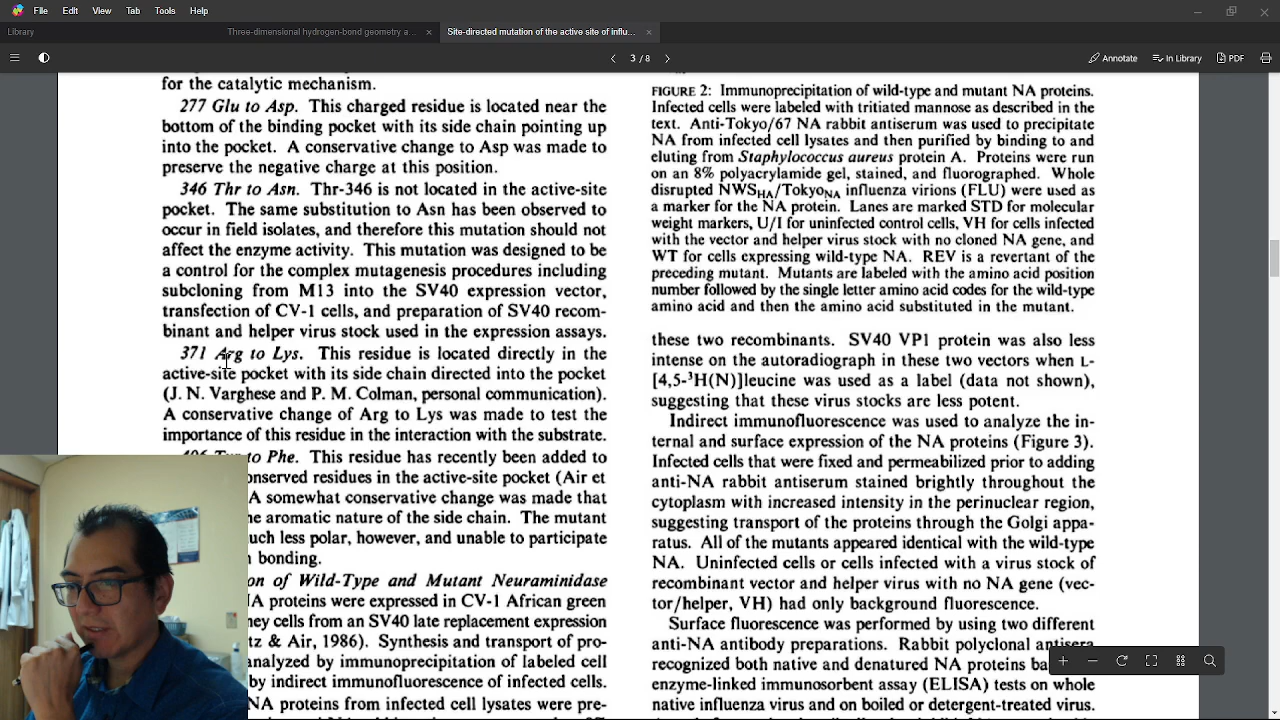 File Edit View Tools Help
Library
Three-dimensional hydrogen-bond geometry a...
Site-directed mutation of the active site of influ...
3 / 8
Annotate
In Library
PDF
for the catalytic mechanism.
277 Glu to Asp. This charged residue is located near the
bottom of the binding pocket with its side chain pointing up
into the pocket. A conservative change to Asp was made to
preserve the negative charge at this position.
346 Thr to Asn. Thr-346 is not located in the active-site
pocket. The same substitution to Asn has been observed to
occur in field isolates, and therefore this mutation should not
affect the enzyme activity. This mutation was designed to be
a control for the complex mutagenesis procedures including
subcloning from M13 into the SV40 expression vector,
transfection of CV-1 cells, and preparation of SV40 recom-
binant and helper virus stock used in the expression assays.
371 Arg to Lys. This residue is located directly in the
active-site pocket with its side chain directed into the pocket
(J. N. Varghese and P. M. Colman, personal communication).
A conservative change of Arg to Lys was made to test the
importance of this residue in the interaction with the substrate.
to Phe. This residue has recently been added to
onserved residues in the active-site pocket (Air et
A somewhat conservative change was made that
he aromatic nature of the side chain. The mutant
uch less polar, however, and unable to participate
bonding.
on of Wild-Type and Mutant Neuraminidase
A proteins were expressed in CV-1 African green
ney cells from an SV40 late replacement expression
tz & Air, 1986). Synthesis and transport of pro-
nalyzed by immunoprecipitation of labeled cell
by indirect immunofluorescence of infected cells.
NA proteins from infected cell lysates were pre-
FIGURE 2: Immunoprecipitation of wild-type and mutant NA proteins.
Infected cells were labeled with tritiated mannose as described in the
text. Anti-Tokyo/67 NA rabbit antiserum was used to precipitate
NA from infected cell lysates and then purified by binding to and
eluting from Staphylococcus aureus protein A. Proteins were run
on an 8% polyacrylamide gel, stained, and fluorographed. Whole
disrupted NWSHA/TokyoNA influenza virions (FLU) were used as
a marker for the NA protein. Lanes are marked STD for molecular
weight markers, U/I for uninfected control cells, VH for cells infected
with the vector and helper virus stock with no cloned NA gene, and
WT for cells expressing wild-type NA. REV is a revertant of the
preceding mutant. Mutants are labeled with the amino acid position
number followed by the single letter amino acid codes for the wild-type
amino acid and then the amino acid substituted in the mutant.
these two recombinants. SV40 VP1 protein was also less
intense on the autoradiograph in these two vectors when L-
[4,5-³H(N)]leucine was used as a label (data not shown),
suggesting that these virus stocks are less potent.
Indirect immunofluorescence was used to analyze the in-
ternal and surface expression of the NA proteins (Figure 3).
Infected cells that were fixed and permeabilized prior to adding
anti-NA rabbit antiserum stained brightly throughout the
cytoplasm with increased intensity in the perinuclear region,
suggesting transport of the proteins through the Golgi appa-
ratus. All of the mutants appeared identical with the wild-type
NA. Uninfected cells or cells infected with a virus stock of
recombinant vector and helper virus with no NA gene (vec-
tor/helper, VH) had only background fluorescence.
Surface fluorescence was performed by using two different
anti-NA antibody preparations. Rabbit polyclonal antisera
recognized both native and denatured NA proteins ba
enzyme-linked immunosorbent assay (ELISA) tests on whole
native influenza virus and on boiled or detergent-treated virus.